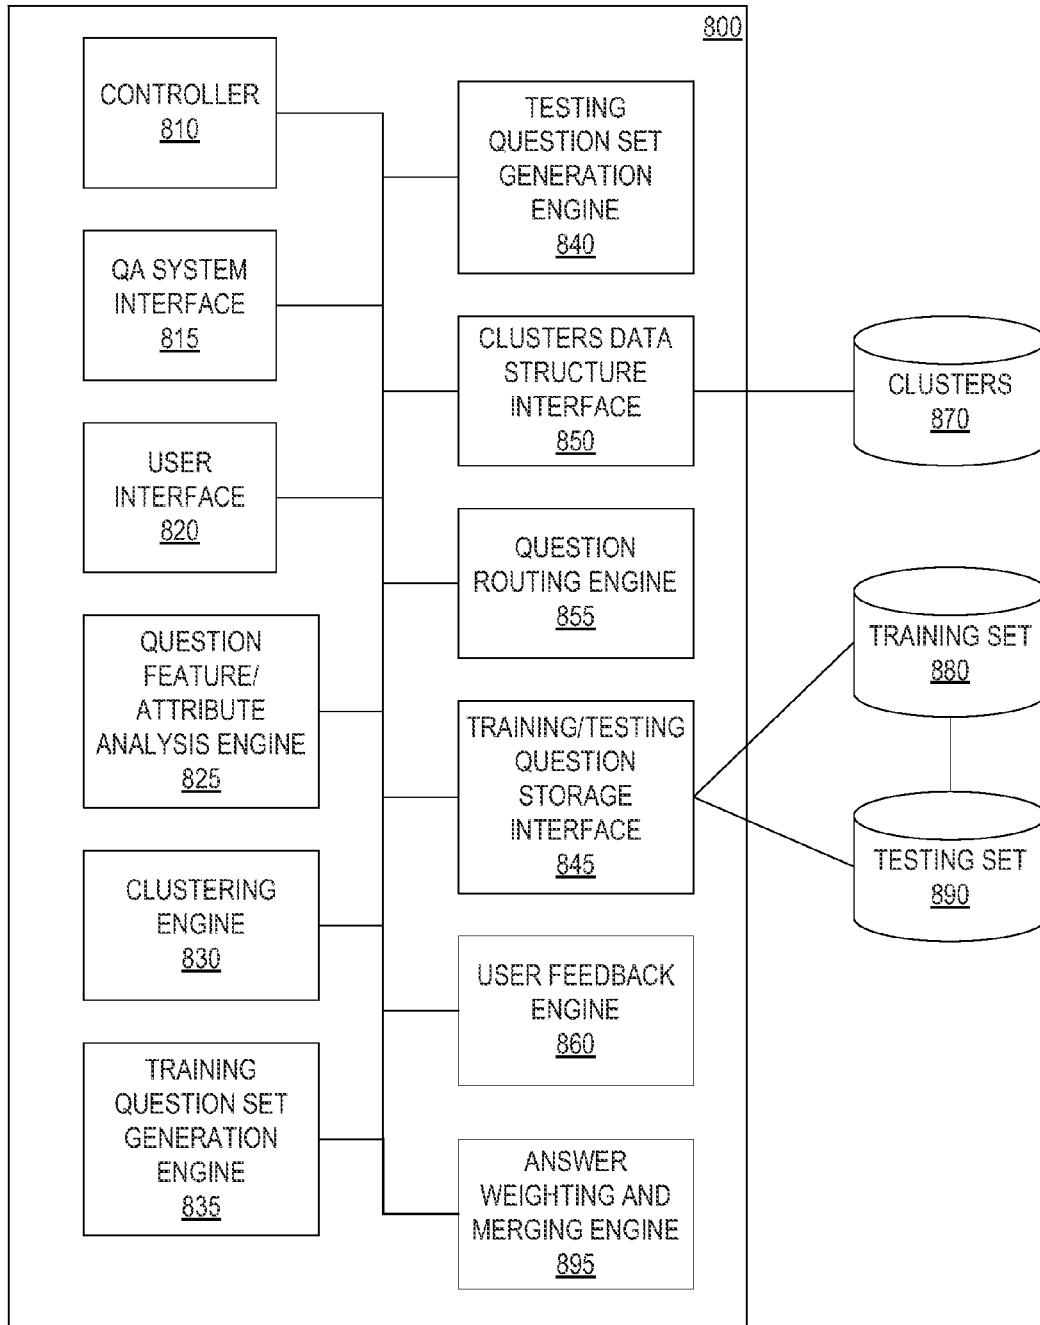 800
CONTROLLER
810
QA SYSTEM
INTERFACE
815
USER
INTERFACE
820
QUESTION
FEATURE/
ATTRIBUTE
ANALYSIS ENGINE
825
CLUSTERING
ENGINE
830
TRAINING
QUESTION SET
GENERATION
ENGINE
835
TESTING
QUESTION SET
GENERATION
ENGINE
840
CLUSTERS DATA
STRUCTURE
INTERFACE
850
QUESTION
ROUTING ENGINE
855
TRAINING/TESTING
QUESTION
STORAGE
INTERFACE
845
USER FEEDBACK
ENGINE
860
ANSWER
WEIGHTING AND
MERGING ENGINE
895
CLUSTERS
870
TRAINING SET
880
TESTING SET
890